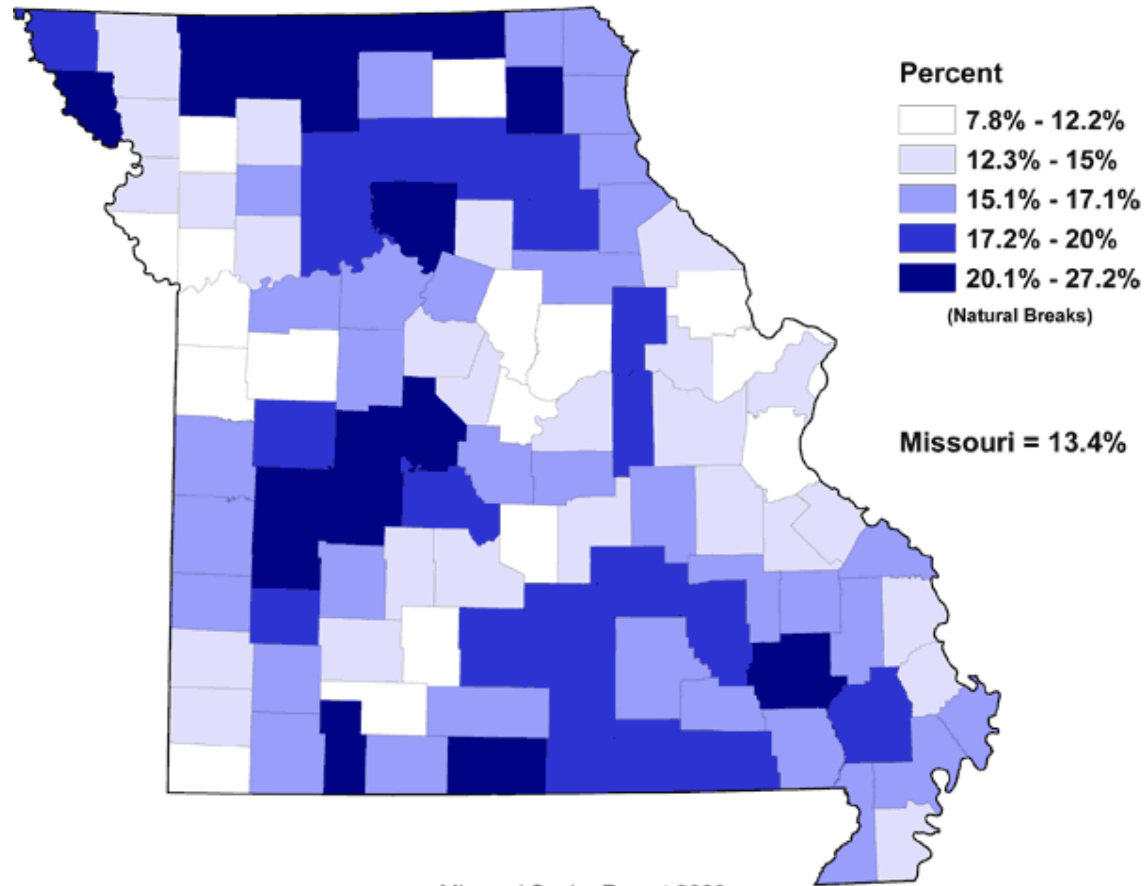 Percent
7.8% - 12.2%
12.3% - 15%
15.1% - 17.1%
17.2% - 20%
20.1% - 27.2%
(Natural Breaks)
Missouri = 13.4%